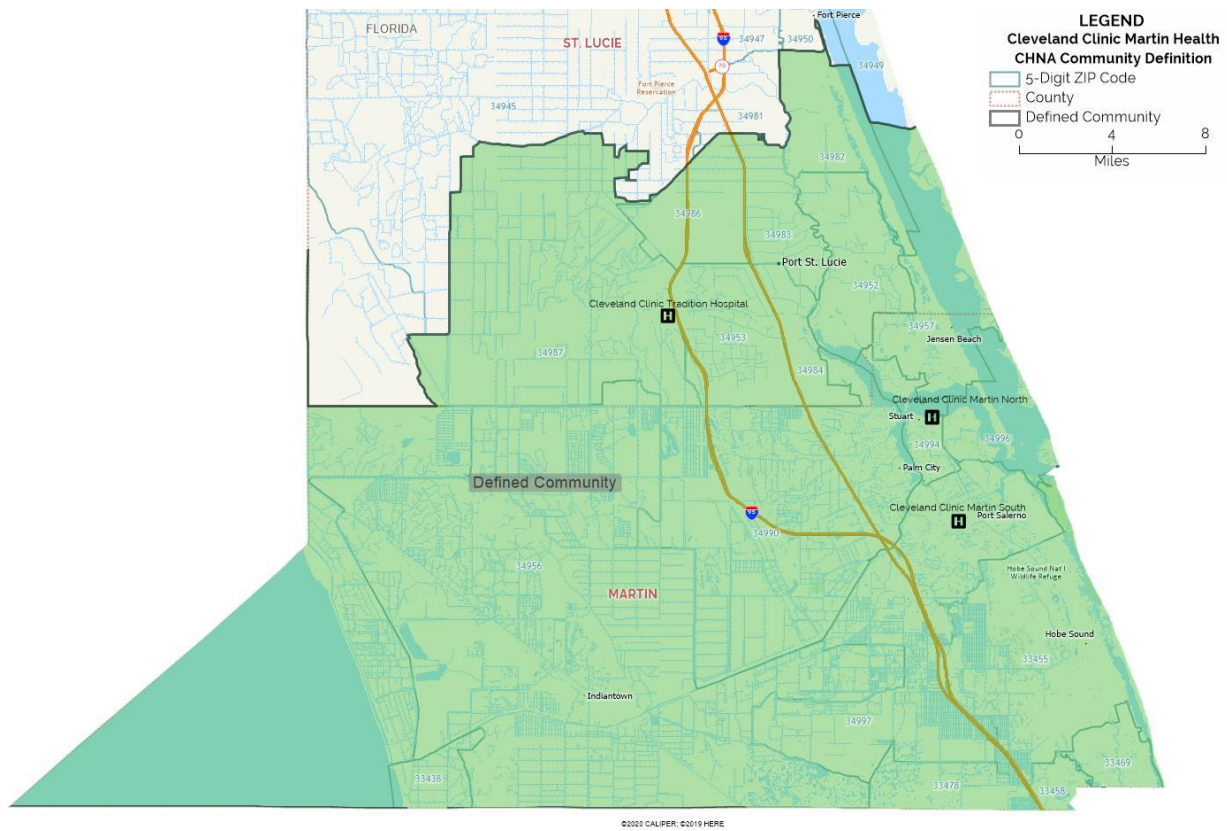 LEGEND
Cleveland Clinic Martin Health
CHNA Community Definition
5-Digit ZIP Code
County
Defined Community
0 4 8
Miles
FLORIDA
ST. LUCIE
34947
34950
Fort Pierce
95
70
34949
Fort Pierce
Reservation
34945
34981
34982
34986
34983
Port St. Lucie
34952
Cleveland Clinic Tradition Hospital
H
34953
34957
Jensen Beach
34987
34984
Cleveland Clinic Martin North
H
Stuart
34994
34996
Palm City
Defined Community
Cleveland Clinic Martin South
H
Port Salerno
95
34990
34956
MARTIN
Hobe Sound Nat'l
Wildlife Refuge
Hobe Sound
33455
Indiantown
34997
33469
33438
33478
33458
©2020 CALIPER; ©2019 HERE